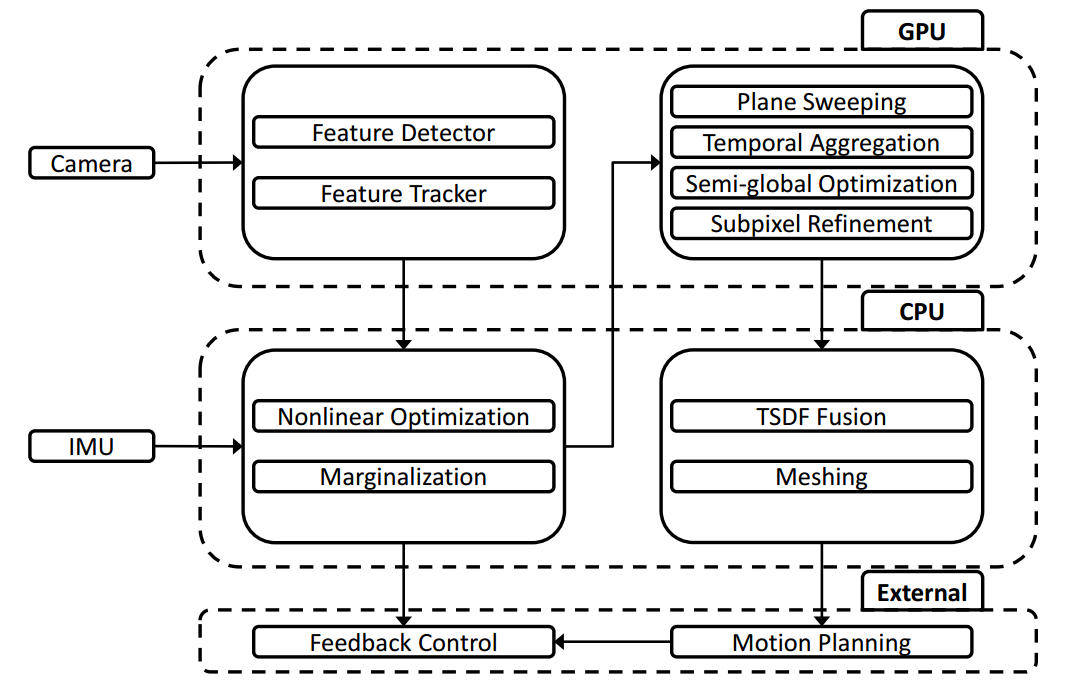 GPU
Feature Detector
Feature Tracker
Camera
Plane Sweeping
Temporal Aggregation
Semi-global Optimization
Subpixel Refinement
CPU
Nonlinear Optimization
Marginalization
IMU
TSDF Fusion
Meshing
External
Feedback Control
Motion Planning